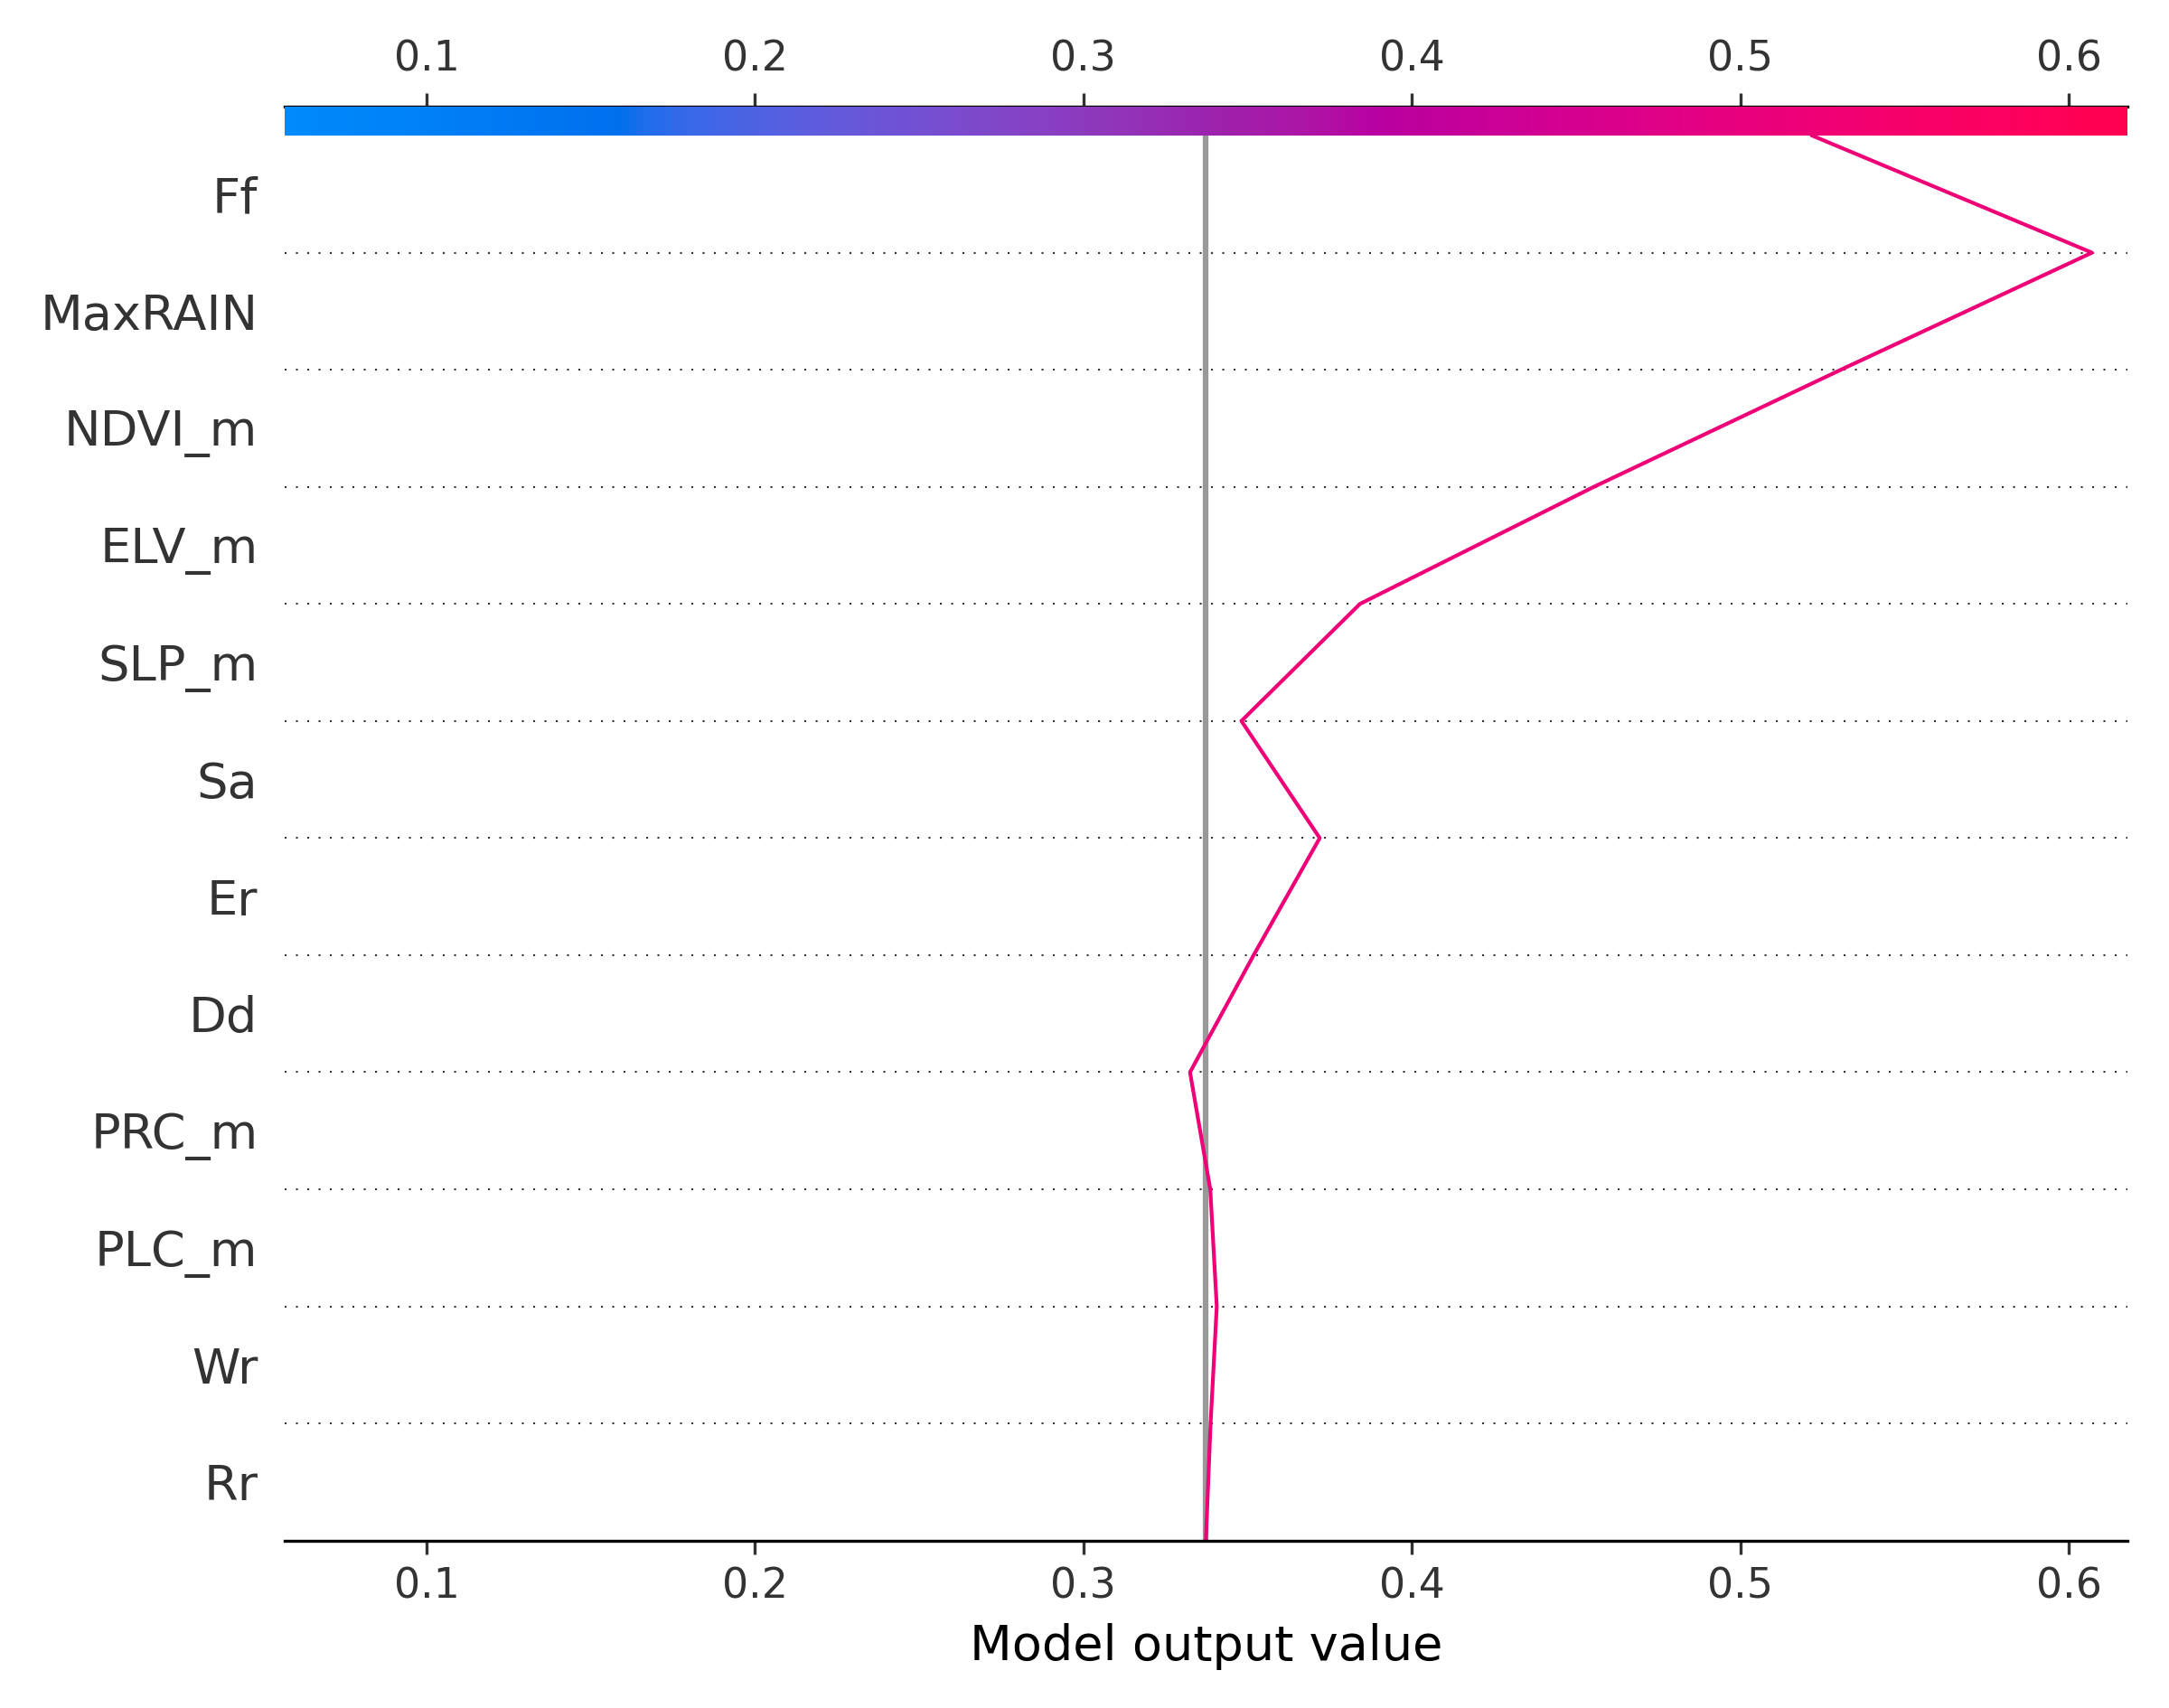 0.1 0.2 0.3 0.4 0.5 0.6
Ff
MaxRAIN
NDVI_m
ELV_m
SLP_m
Sa
Er
Dd
PRC_m
PLC_m
Wr
Rr
0.1 0.2 0.3 0.4 0.5 0.6
Model output value